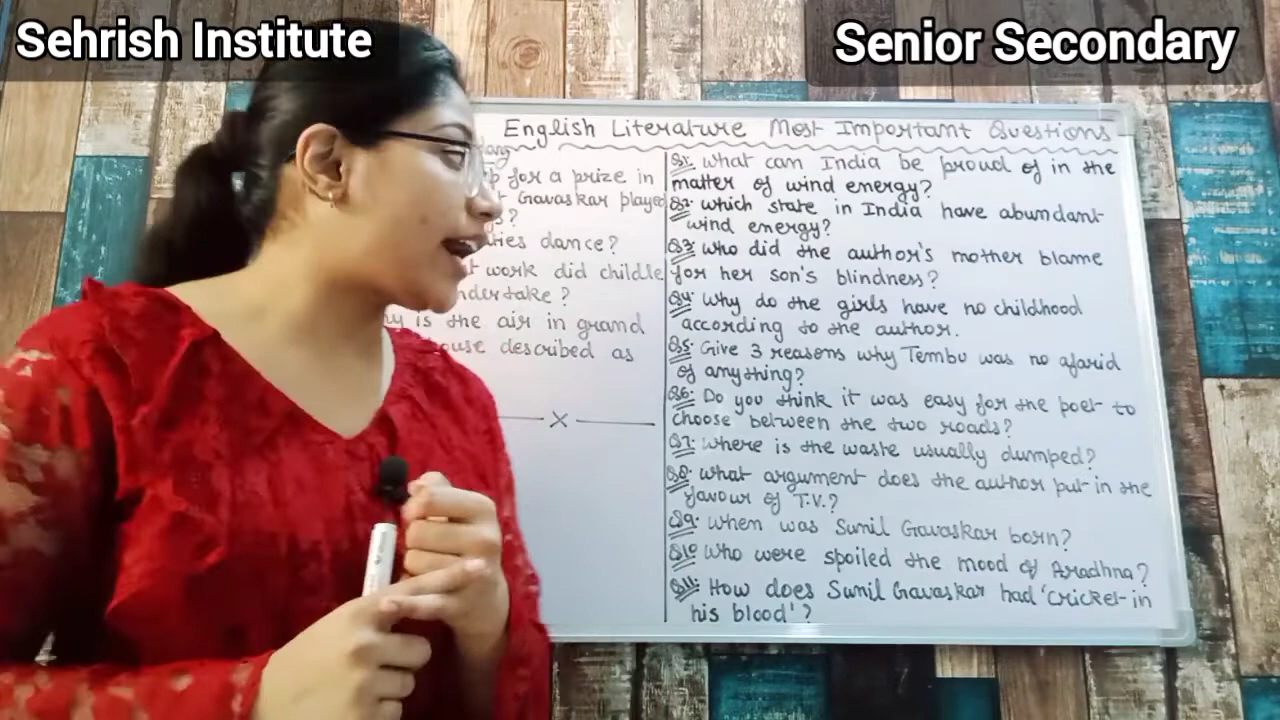 Sehrish Institute
Senior Secondary
English Literature Most Important Questions
for a prize in
Gavaskar played
dance?
work did childle
ndertake ?
is the air in grand
ouse described as
X
Q1. What can India be proud of in the
matter of wind energy?
Q2. which state in India have abundant
wind energy?
Q3. Who did the author's mother blame
for her son's blindness?
Q4. Why do the girls have no childhood
according to the author.
Q5. Give 3 reasons why Tembu was no afarid
of anything?
Q6. Do you think it was easy for the poet to
choose between the two roads?
Q7. Where is the waste usually dumped?
Q8. What argument does the author put in the
favour of T.V.?
Q9. When was Sunil Gavaskar born?
Q10 Who were spoiled the mood of Aradhna?
Q11. How does Sunil Gavaskar had 'cricket in
his blood' ?